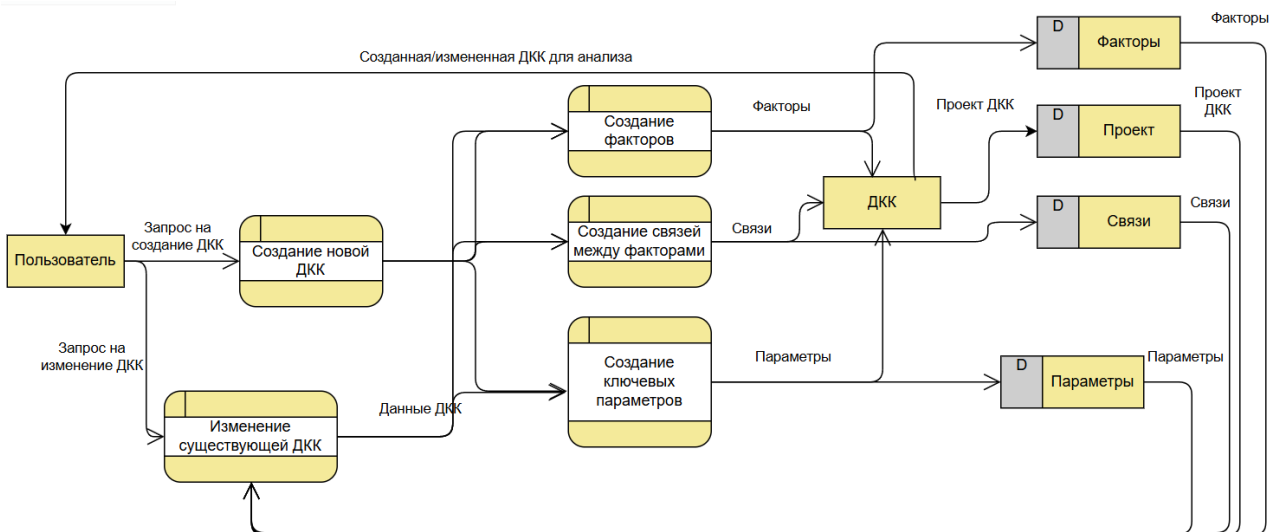 Факторы
D
Факторы
Созданная/измененная ДКК для анализа
Создание
факторов
Факторы
Проект ДКК
D
Проект
Проект
ДКК
ДКК
Запрос на
создание ДКК
Пользователь
Создание новой
ДКК
Создание связей
между факторами
Связи
D
Связи
Связи
Запрос на
изменение ДКК
Создание
ключевых
параметров
Параметры
D
Параметры
Параметры
Данные ДКК
Изменение
существующей ДКК